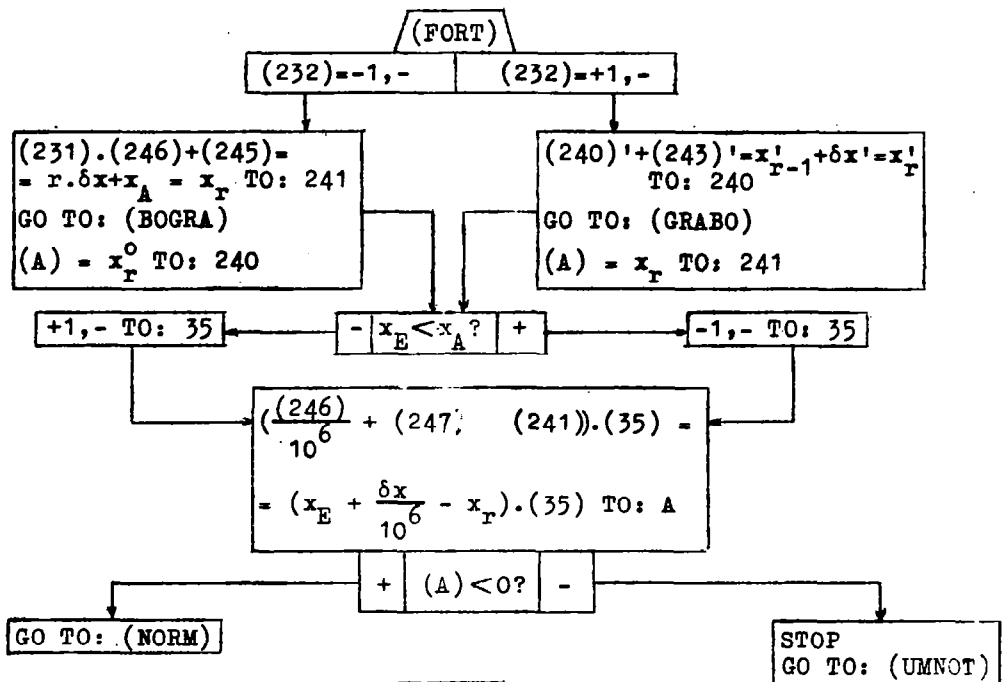 (FORT)
(232)=-1,- (232)=+1,-
(231).(246)+(245)=
= r.δx+x_A = x_r TO: 241
GO TO: (BOGRA)
(A) = x_r^o TO: 240
(240)'+(243)'=x'_{r-1}+δx'=x'_r
TO: 240
GO TO: (GRABO)
(A) = x_r TO: 241
+1,- TO: 35
- x_E<x_A? +
-1,- TO: 35
((246)/10^6 + (247; (241)).(35) =
= (x_E + δx/10^6 - x_r).(35) TO: A
+ (A)<0? -
GO TO: (NORM)
STOP
GO TO: (UMNOT)